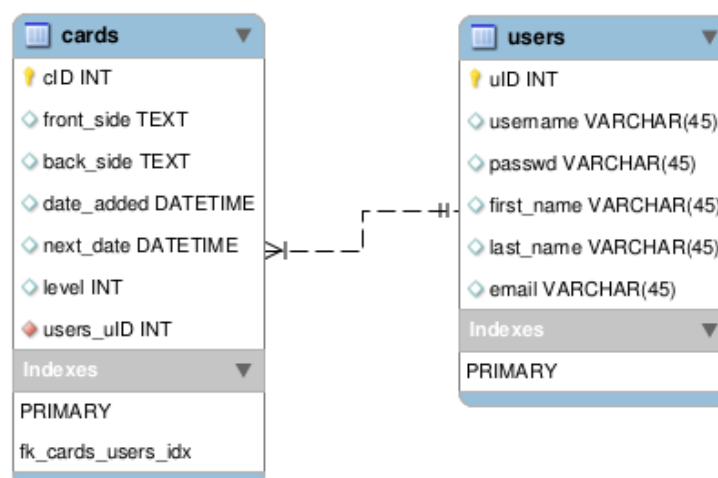 cards
cID INT
front_side TEXT
back_side TEXT
date_added DATETIME
next_date DATETIME
level INT
users_uID INT
Indexes
PRIMARY
fk_cards_users_idx
users
uID INT
username VARCHAR(45)
passwd VARCHAR(45)
first_name VARCHAR(45)
last_name VARCHAR(45)
email VARCHAR(45)
Indexes
PRIMARY